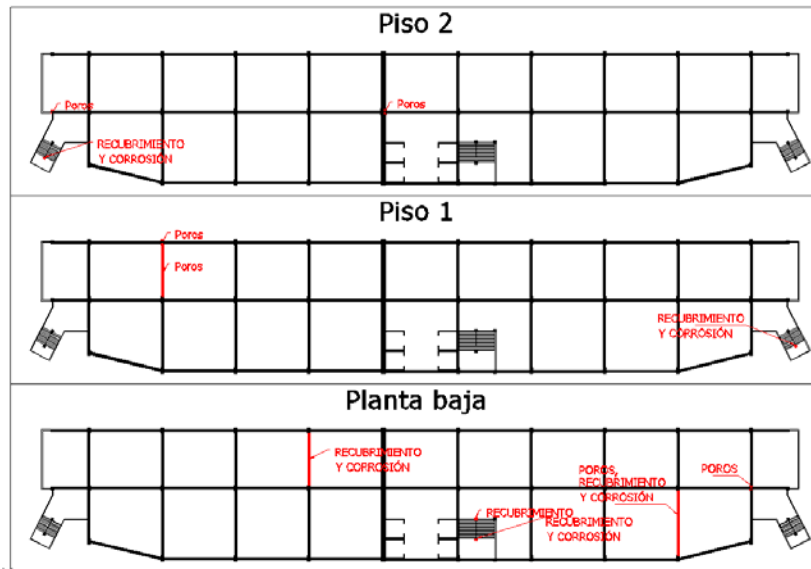 Piso 2
Poros
Poros
RECUBRIMIENTO
Y CORROSIÓN
Piso 1
Poros
Poros
RECUBRIMIENTO
Y CORROSIÓN
Planta baja
RECUBRIMIENTO
Y CORROSIÓN
POROS,
RECUBRIMIENTO
Y CORROSIÓN
POROS
RECUBRIMIENTO
RECUBRIMIENTO
Y CORROSIÓN